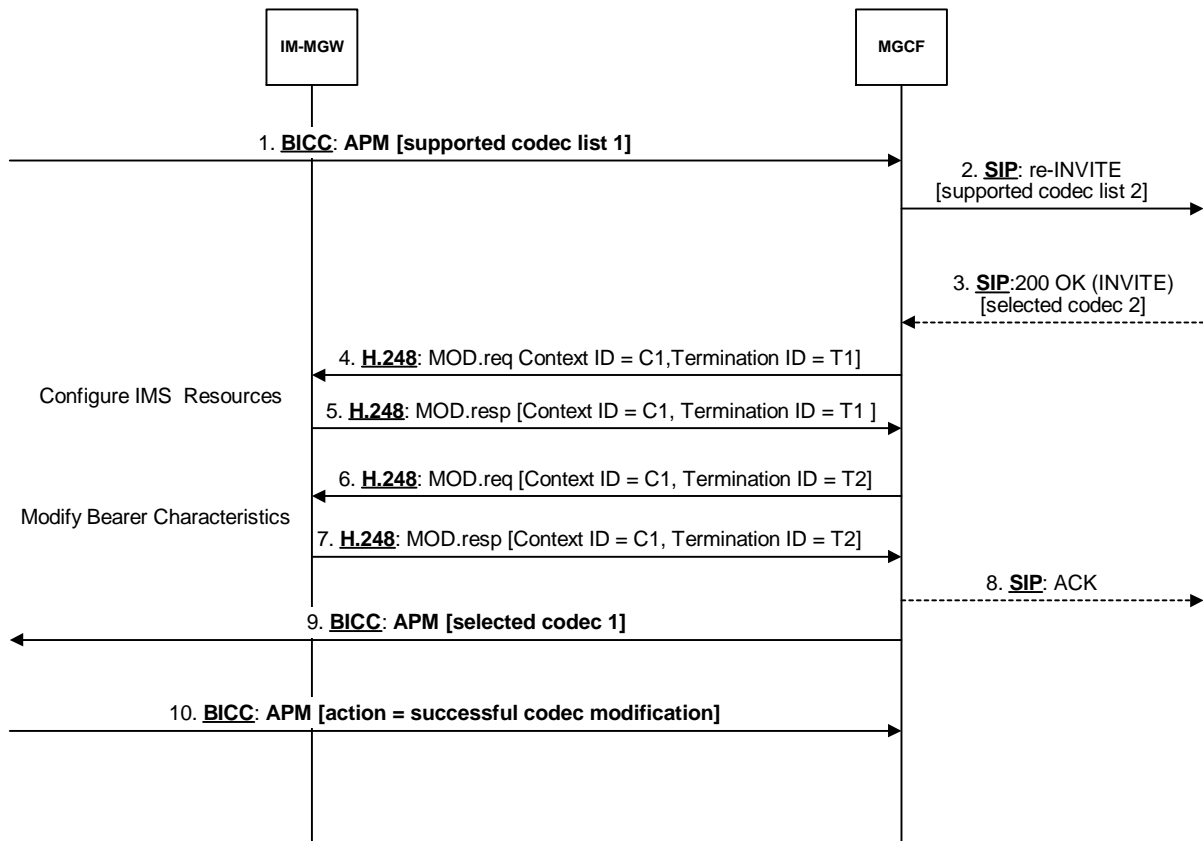 IM-MGW
MGCF
1. BICC: APM [supported codec list 1]
2. SIP: re-INVITE
[supported codec list 2]
3. SIP:200 OK (INVITE)
[selected codec 2]
4. H.248: MOD.req Context ID = C1,Termination ID = T1]
Configure IMS Resources
5. H.248: MOD.resp [Context ID = C1, Termination ID = T1 ]
6. H.248: MOD.req [Context ID = C1, Termination ID = T2]
Modify Bearer Characteristics
7. H.248: MOD.resp [Context ID = C1, Termination ID = T2]
8. SIP: ACK
9. BICC: APM [selected codec 1]
10. BICC: APM [action = successful codec modification]